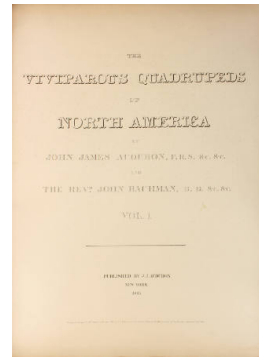 THE
VIVIPAROUS QUADRUPEDS
OF
NORTH AMERICA
BY
JOHN JAMES AUDUBON, F. R. S. &c. &c.
AND
THE REVD. JOHN BACHMAN, D. D. &c. &c.
VOL. I
PUBLISHED BY J. J. AUDUBON
NEW YORK